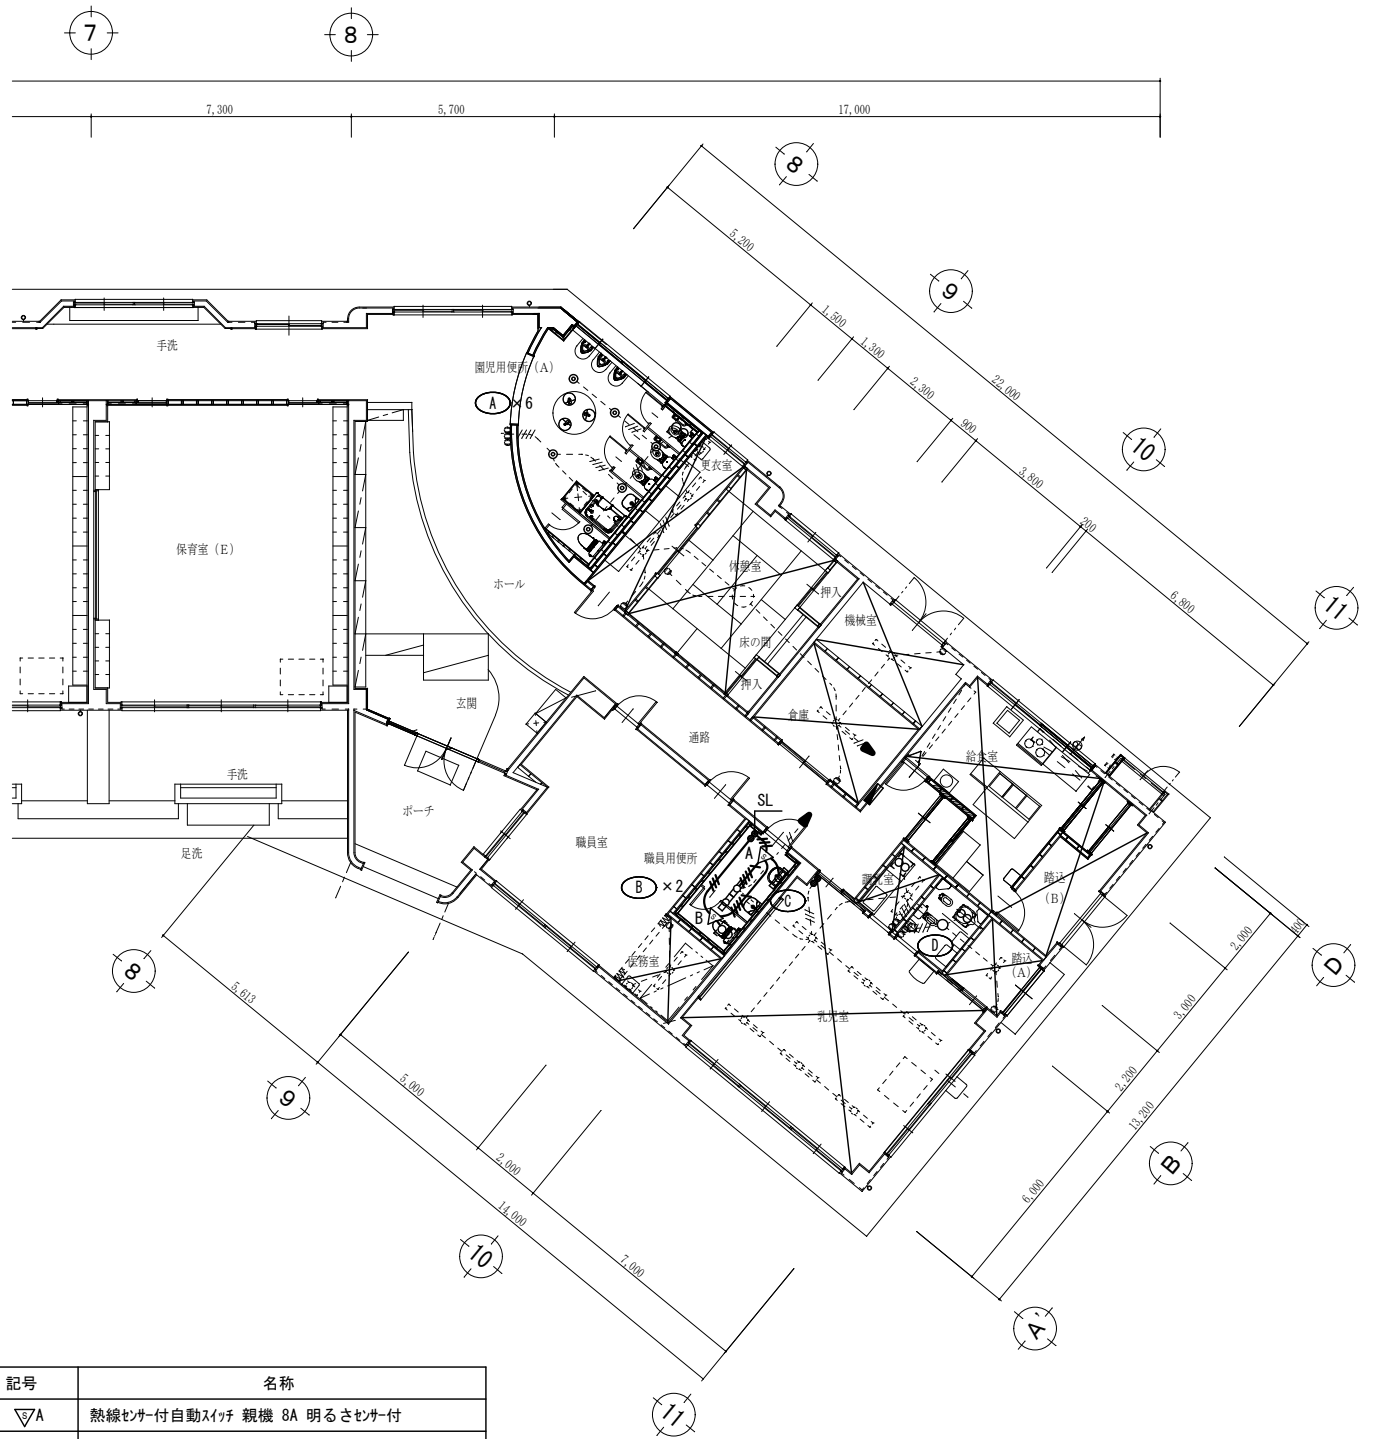 7
8
7,300
5,700
17,000
8
5,200
9
1,500
1,300
2,300
22,000
900
10
3,800
200
6,800
11
手洗
園児用便所(A)
A ×6
更衣室
保育室(E)
ホール
休憩室
押入
機械室
床の間
押入
玄関
倉庫
通路
給食室
手洗
ポーチ
SL
足洗
職員室
職員用便所
A
B ×2
C
調乳室
踏込
(B)
B
D
医務室
踏込
(A)
乳児室
8
5,613
9
5,000
2,000
14,000
10
7,000
11
100
2,000
D
3,000
2,200
13,200
B
6,000
A'
記号
名称
S A
熱線センサー付自動スイッチ 親機 8A 明るさセンサー付